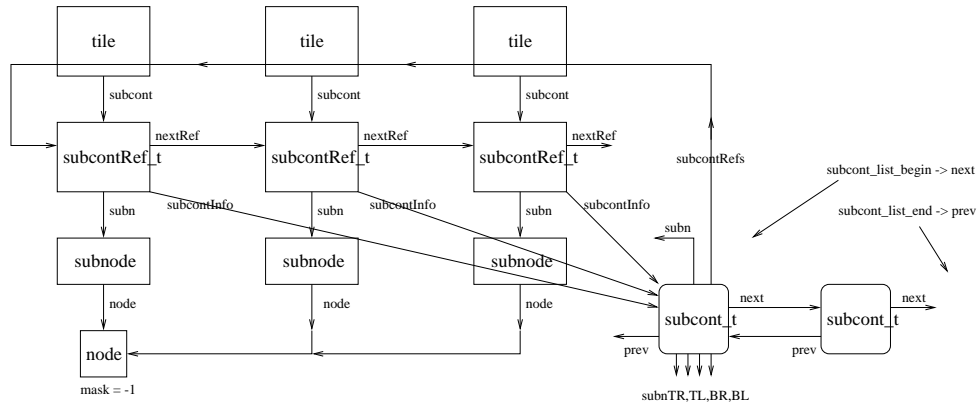 tile
tile
tile
subcont
subcont
subcont
nextRef
nextRef
nextRef
subcontRef_t
subcontRef_t
subcontRef_t
subcontRefs
subcont_list_begin -> next
subcontInfo
subcontInfo
subcontInfo
subcont_list_end -> prev
subn
subn
subn
subn
subnode
subnode
subnode
node
node
node
next
next
subcont_t
subcont_t
prev
prev
node
mask = -1
subnTR,TL,BR,BL